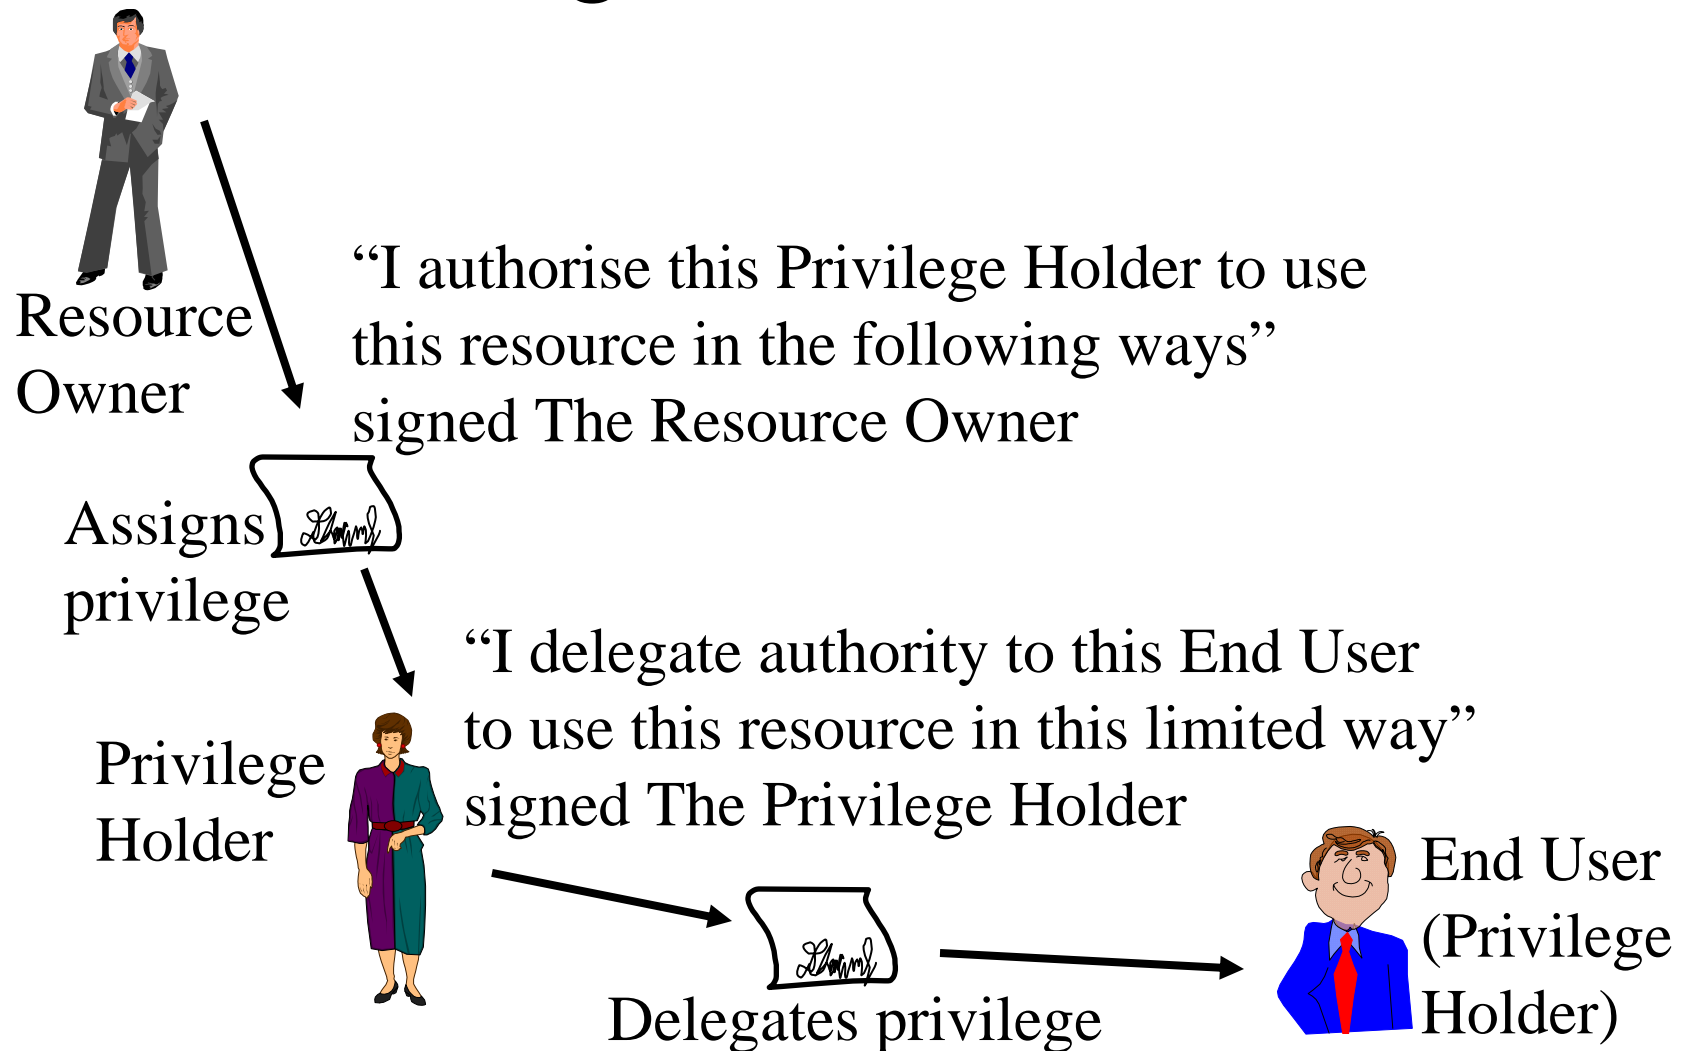 Resource
Owner
“I authorise this Privilege Holder to use
this resource in the following ways”
signed The Resource Owner
Assigns
privilege
“I delegate authority to this End User
to use this resource in this limited way”
signed The Privilege Holder
Privilege
Holder
Delegates privilege
End User
(Privilege
Holder)